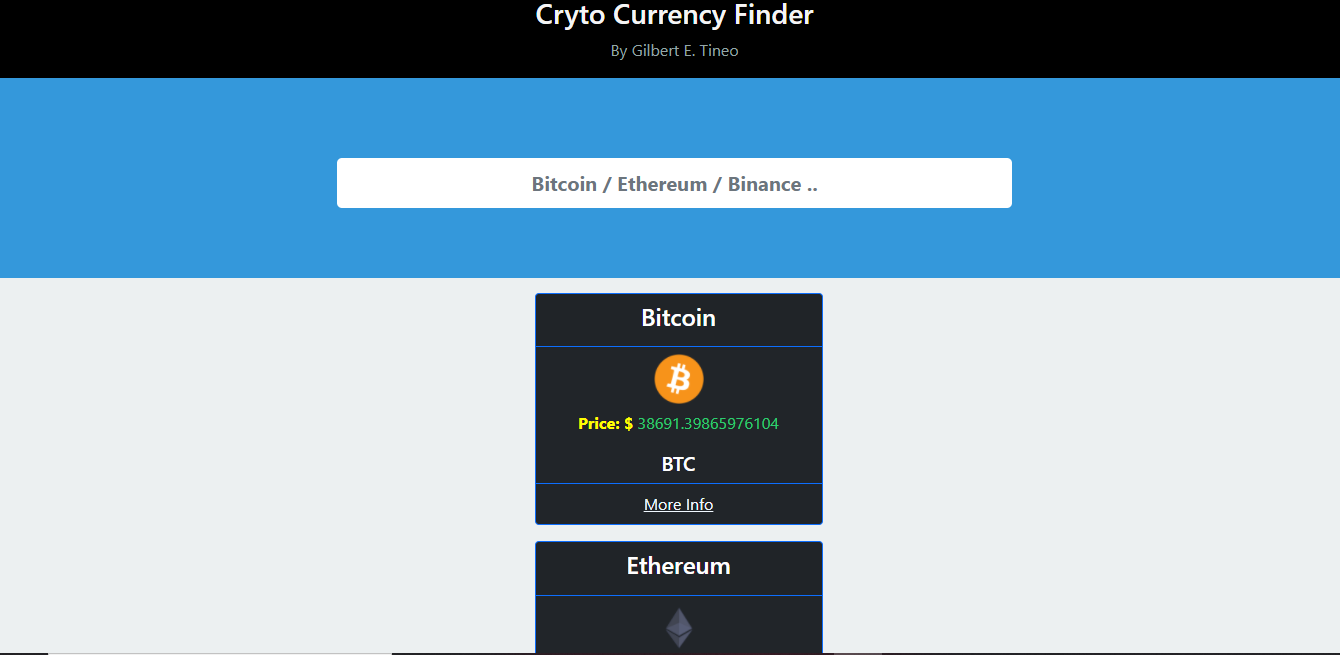 Cryto Currency Finder
By Gilbert E. Tineo
Bitcoin / Ethereum / Binance ..
Bitcoin
Price: $ 38691.39865976104
BTC
More Info
Ethereum